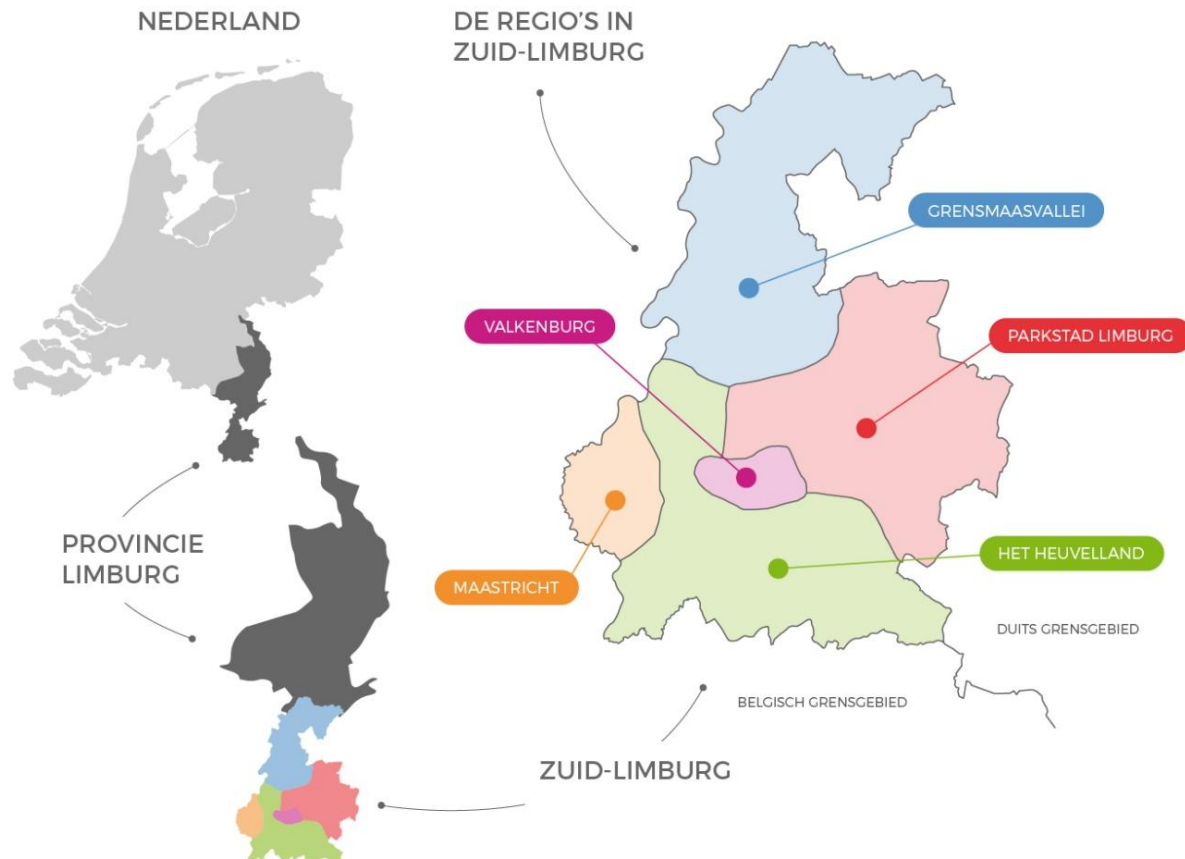 NEDERLAND
DE REGIO'S IN
ZUID-LIMBURG
GRENSMAASVALLEI
VALKENBURG
PARKSTAD LIMBURG
PROVINCIE
LIMBURG
MAASTRICHT
HET HEUVELLAND
DUITS GRENSGEBIED
BELGISCH GRENSGEBIED
ZUID-LIMBURG